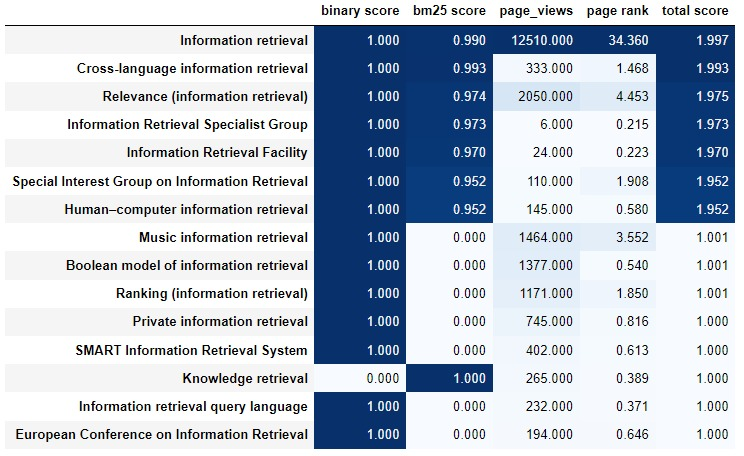 binary score bm25 score page_views page rank total score
Information retrieval 1.000 0.990 12510.000 34.360 1.997
Cross-language information retrieval 1.000 0.993 333.000 1.468 1.993
Relevance (information retrieval) 1.000 0.974 2050.000 4.453 1.975
Information Retrieval Specialist Group 1.000 0.973 6.000 0.215 1.973
Information Retrieval Facility 1.000 0.970 24.000 0.223 1.970
Special Interest Group on Information Retrieval 1.000 0.952 110.000 1.908 1.952
Human–computer information retrieval 1.000 0.952 145.000 0.580 1.952
Music information retrieval 1.000 0.000 1464.000 3.552 1.001
Boolean model of information retrieval 1.000 0.000 1377.000 0.540 1.001
Ranking (information retrieval) 1.000 0.000 1171.000 1.850 1.001
Private information retrieval 1.000 0.000 745.000 0.816 1.000
SMART Information Retrieval System 1.000 0.000 402.000 0.613 1.000
Knowledge retrieval 0.000 1.000 265.000 0.389 1.000
Information retrieval query language 1.000 0.000 232.000 0.371 1.000
European Conference on Information Retrieval 1.000 0.000 194.000 0.646 1.000